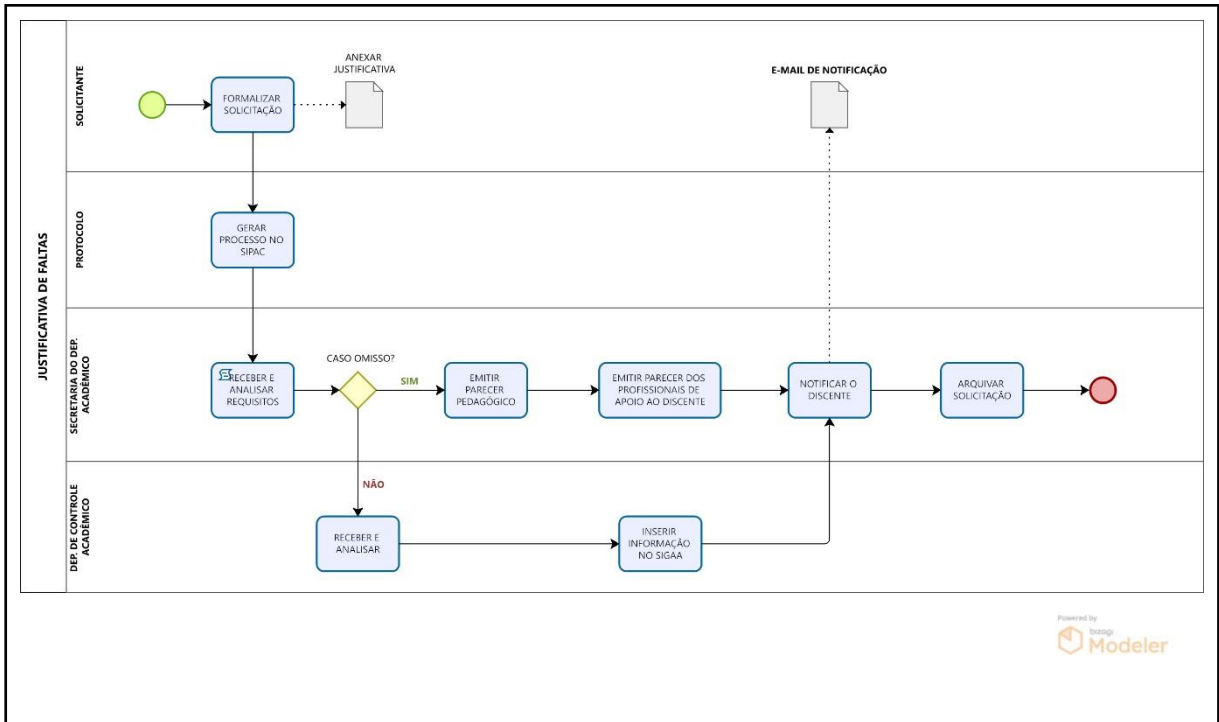 JUSTIFICATIVA DE FALTAS
SOLICITANTE
FORMALIZAR
SOLICITAÇÃO
ANEXAR
JUSTIFICATIVA
E-MAIL DE NOTIFICAÇÃO
PROTOCOLO
GERAR
PROCESSO NO
SIPAC
SECRETARIA DO DEP.
ACADÊMICO
RECEBER E
ANALISAR
REQUISITOS
CASO OMISSO?
SIM
EMITIR
PARECER
PEDAGÓGICO
EMITIR PARECER DOS
PROFISSIONAIS DE
APOIO AO DISCENTE
NOTIFICAR O
DISCENTE
ARQUIVAR
SOLICITAÇÃO
DEP. DE CONTROLE
ACADÊMICO
NÃO
RECEBER E
ANALISAR
INSERIR
INFORMAÇÃO
NO SIGAA
Powered by
bizagi
Modeler